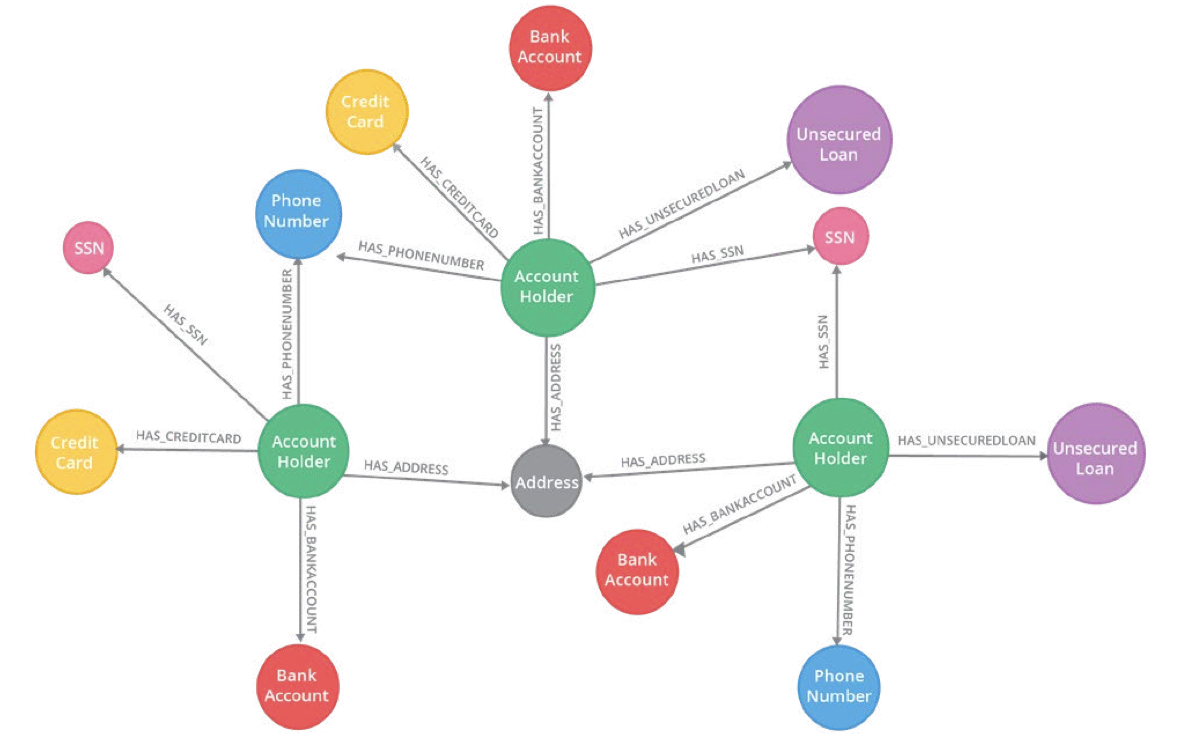 Bank
Account
Credit
Card
Unsecured
Loan
HAS_BANKACCOUNT
HAS_CREDITCARD
HAS_UNSECUREDLOAN
Phone
Number
SSN
SSN
HAS_PHONENUMBER
HAS_SSN
Account
Holder
HAS_SSN
HAS_PHONENUMBER
HAS_ADDRESS
HAS_SSN
Credit
Card
HAS_CREDITCARD
Account
Holder
HAS_ADDRESS
Address
HAS_ADDRESS
Account
Holder
HAS_UNSECUREDLOAN
Unsecured
Loan
HAS_BANKACCOUNT
HAS_BANKACCOUNT
HAS_PHONENUMBER
Bank
Account
Bank
Account
Phone
Number